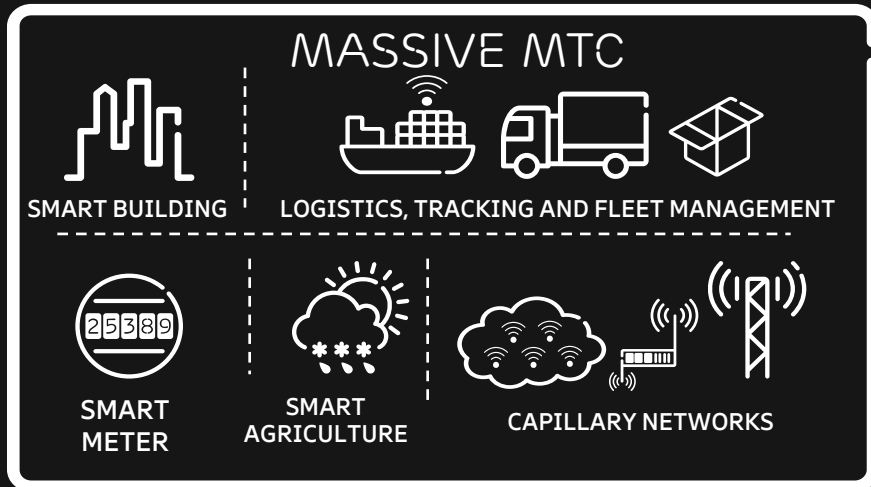 MASSIVE MTC
SMART BUILDING
LOGISTICS, TRACKING AND FLEET MANAGEMENT
25389
SMART
METER
SMART
AGRICULTURE
CAPILLARY NETWORKS